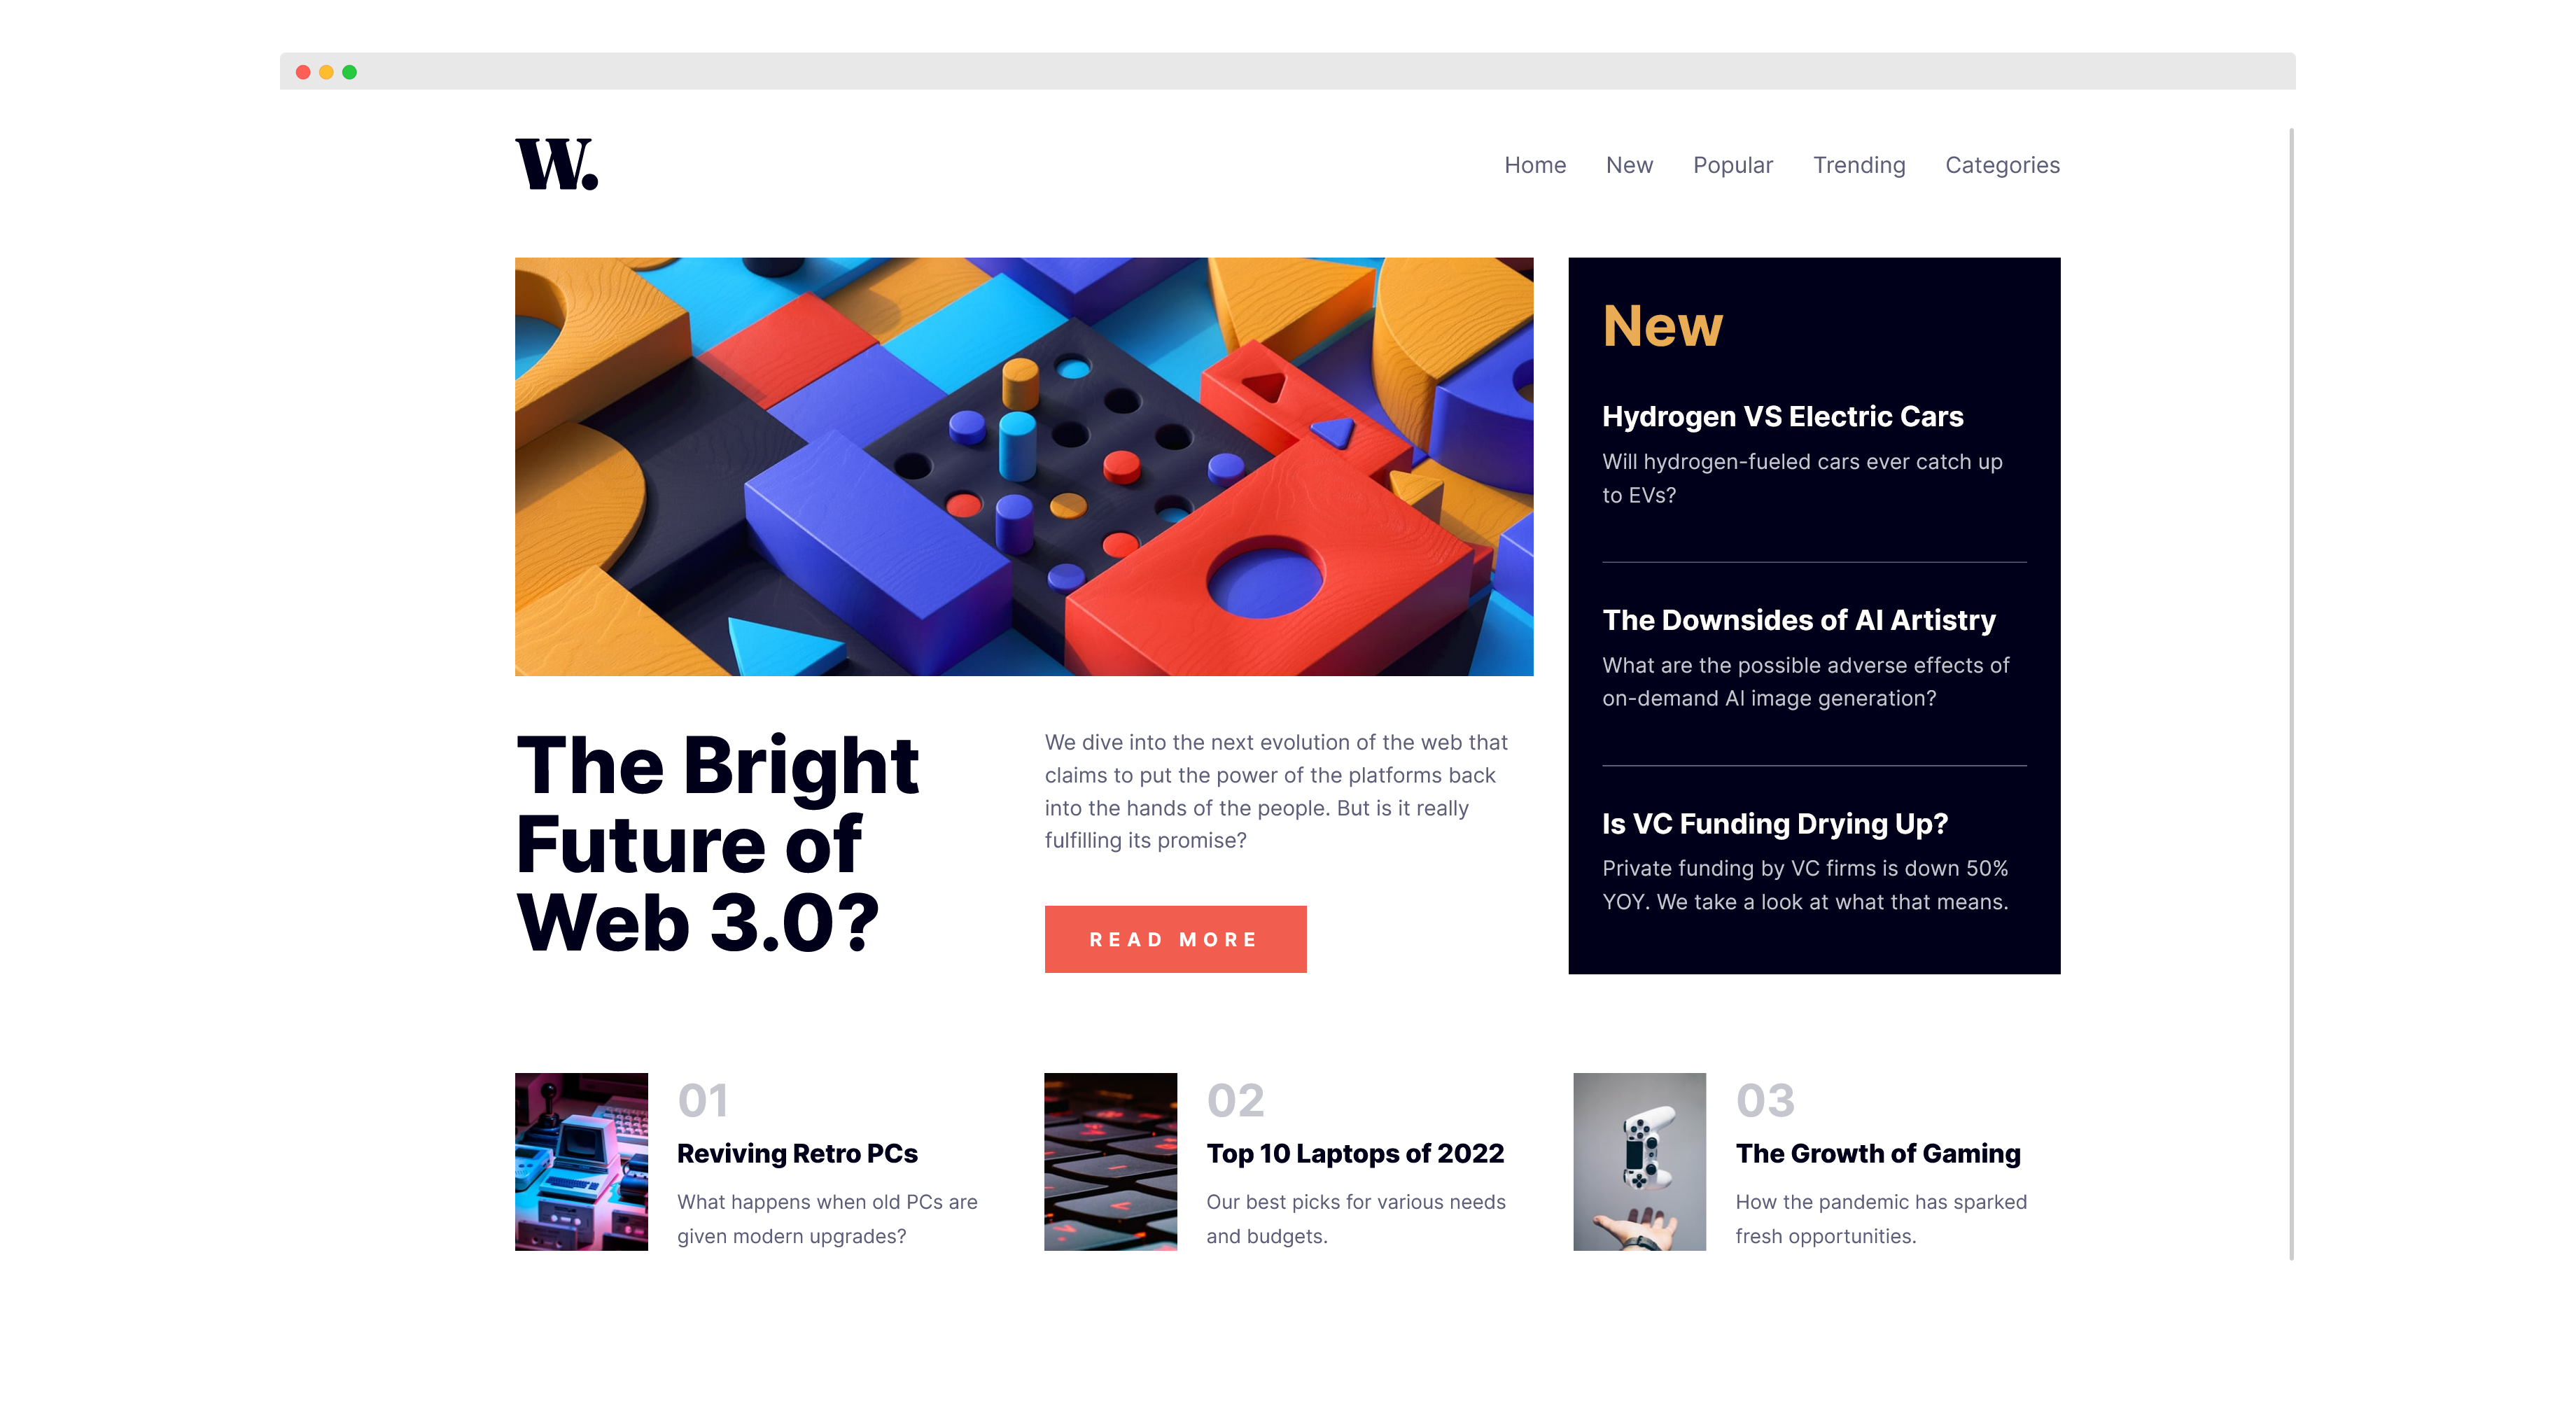 W.
Home New Popular Trending Categories
The Bright
Future of
Web 3.0?
We dive into the next evolution of the web that
claims to put the power of the platforms back
into the hands of the people. But is it really
fulfilling its promise?
READ MORE
New
Hydrogen VS Electric Cars
Will hydrogen-fueled cars ever catch up
to EVs?
The Downsides of AI Artistry
What are the possible adverse effects of
on-demand AI image generation?
Is VC Funding Drying Up?
Private funding by VC firms is down 50%
YOY. We take a look at what that means.
01
Reviving Retro PCs
What happens when old PCs are
given modern upgrades?
02
Top 10 Laptops of 2022
Our best picks for various needs
and budgets.
03
The Growth of Gaming
How the pandemic has sparked
fresh opportunities.